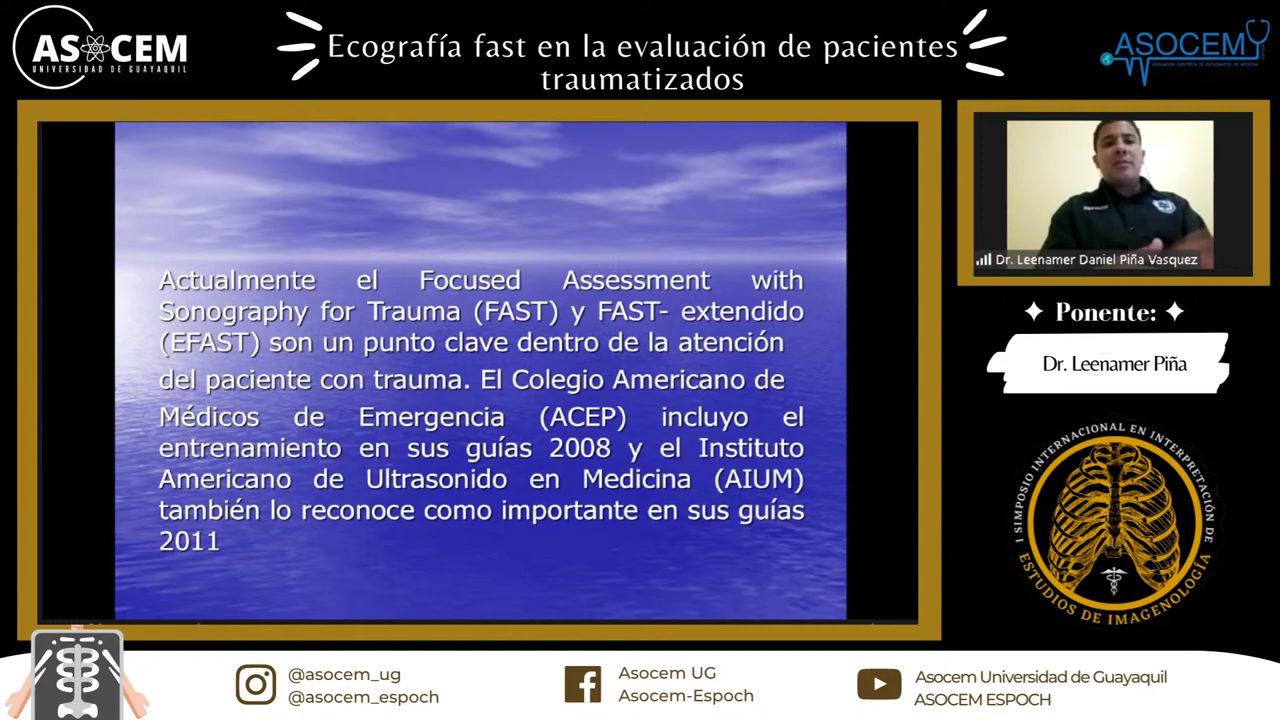 ASOCEM
UNIVERSIDAD DE GUAYAQUIL
Ecografía fast en la evaluación de pacientes
traumatizados
ASOCEM
Actualmente el Focused Assessment with
Sonography for Trauma (FAST) y FAST- extendido
(EFAST) son un punto clave dentro de la atención
del paciente con trauma. El Colegio Americano de
Médicos de Emergencia (ACEP) incluyo el
entrenamiento en sus guías 2008 y el Instituto
Americano de Ultrasonido en Medicina (AIUM)
también lo reconoce como importante en sus guías
2011
Dr. Leenamer Daniel Piña Vasquez
Ponente:
Dr. Leenamer Piña
I SIMPOSIO INTERNACIONAL EN INTERPRETACIÓN DE
ESTUDIOS DE IMAGENOLOGÍA
@asocem_ug
@asocem_espoch
Asocem UG
Asocem-Espoch
Asocem Universidad de Guayaquil
ASOCEM ESPOCH